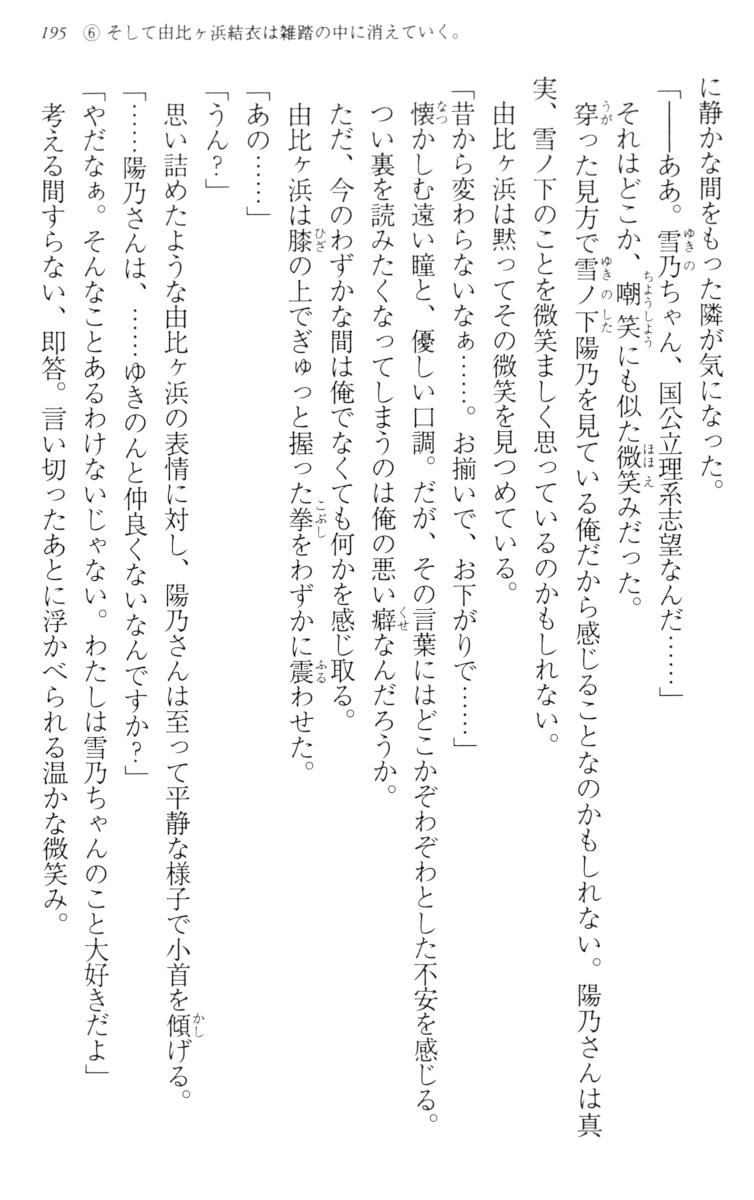 195 ⑥ そして由比ヶ浜結衣は雑踏の中に消えていく。
に静かな間をもった隣が気になった。
「――ああ。雪乃ちゃん、国公立理系志望なんだ……」
それはどこか、嘲笑にも似た微笑みだった。
穿った見方で雪ノ下陽乃を見ている俺だから感じることなのかもしれない。陽乃さんは真
実、雪ノ下のことを微笑ましく思っているのかもしれない。
由比ヶ浜は黙ってその微笑を見つめている。
「昔から変わらないなぁ……。お揃いで、お下がりで……」
懐かしむ遠い瞳と、優しい口調。だが、その言葉にはどこかぞわぞわとした不安を感じる。
つい裏を読みたくなってしまうのは俺の悪い癖なんだろうか。
ただ、今のわずかな間は俺でなくても何かを感じ取る。
由比ヶ浜は膝の上でぎゅっと握った拳をわずかに震わせた。
「あの……」
「うん?」
思い詰めたような由比ヶ浜の表情に対し、陽乃さんは至って平静な様子で小首を傾げる。
「……陽乃さんは、……ゆきのんと仲良くないなんですか?」
「やだなぁ。そんなことあるわけないじゃない。わたしは雪乃ちゃんのこと大好きだよ」
考える間すらない、即答。言い切ったあとに浮かべられる温かな微笑み。